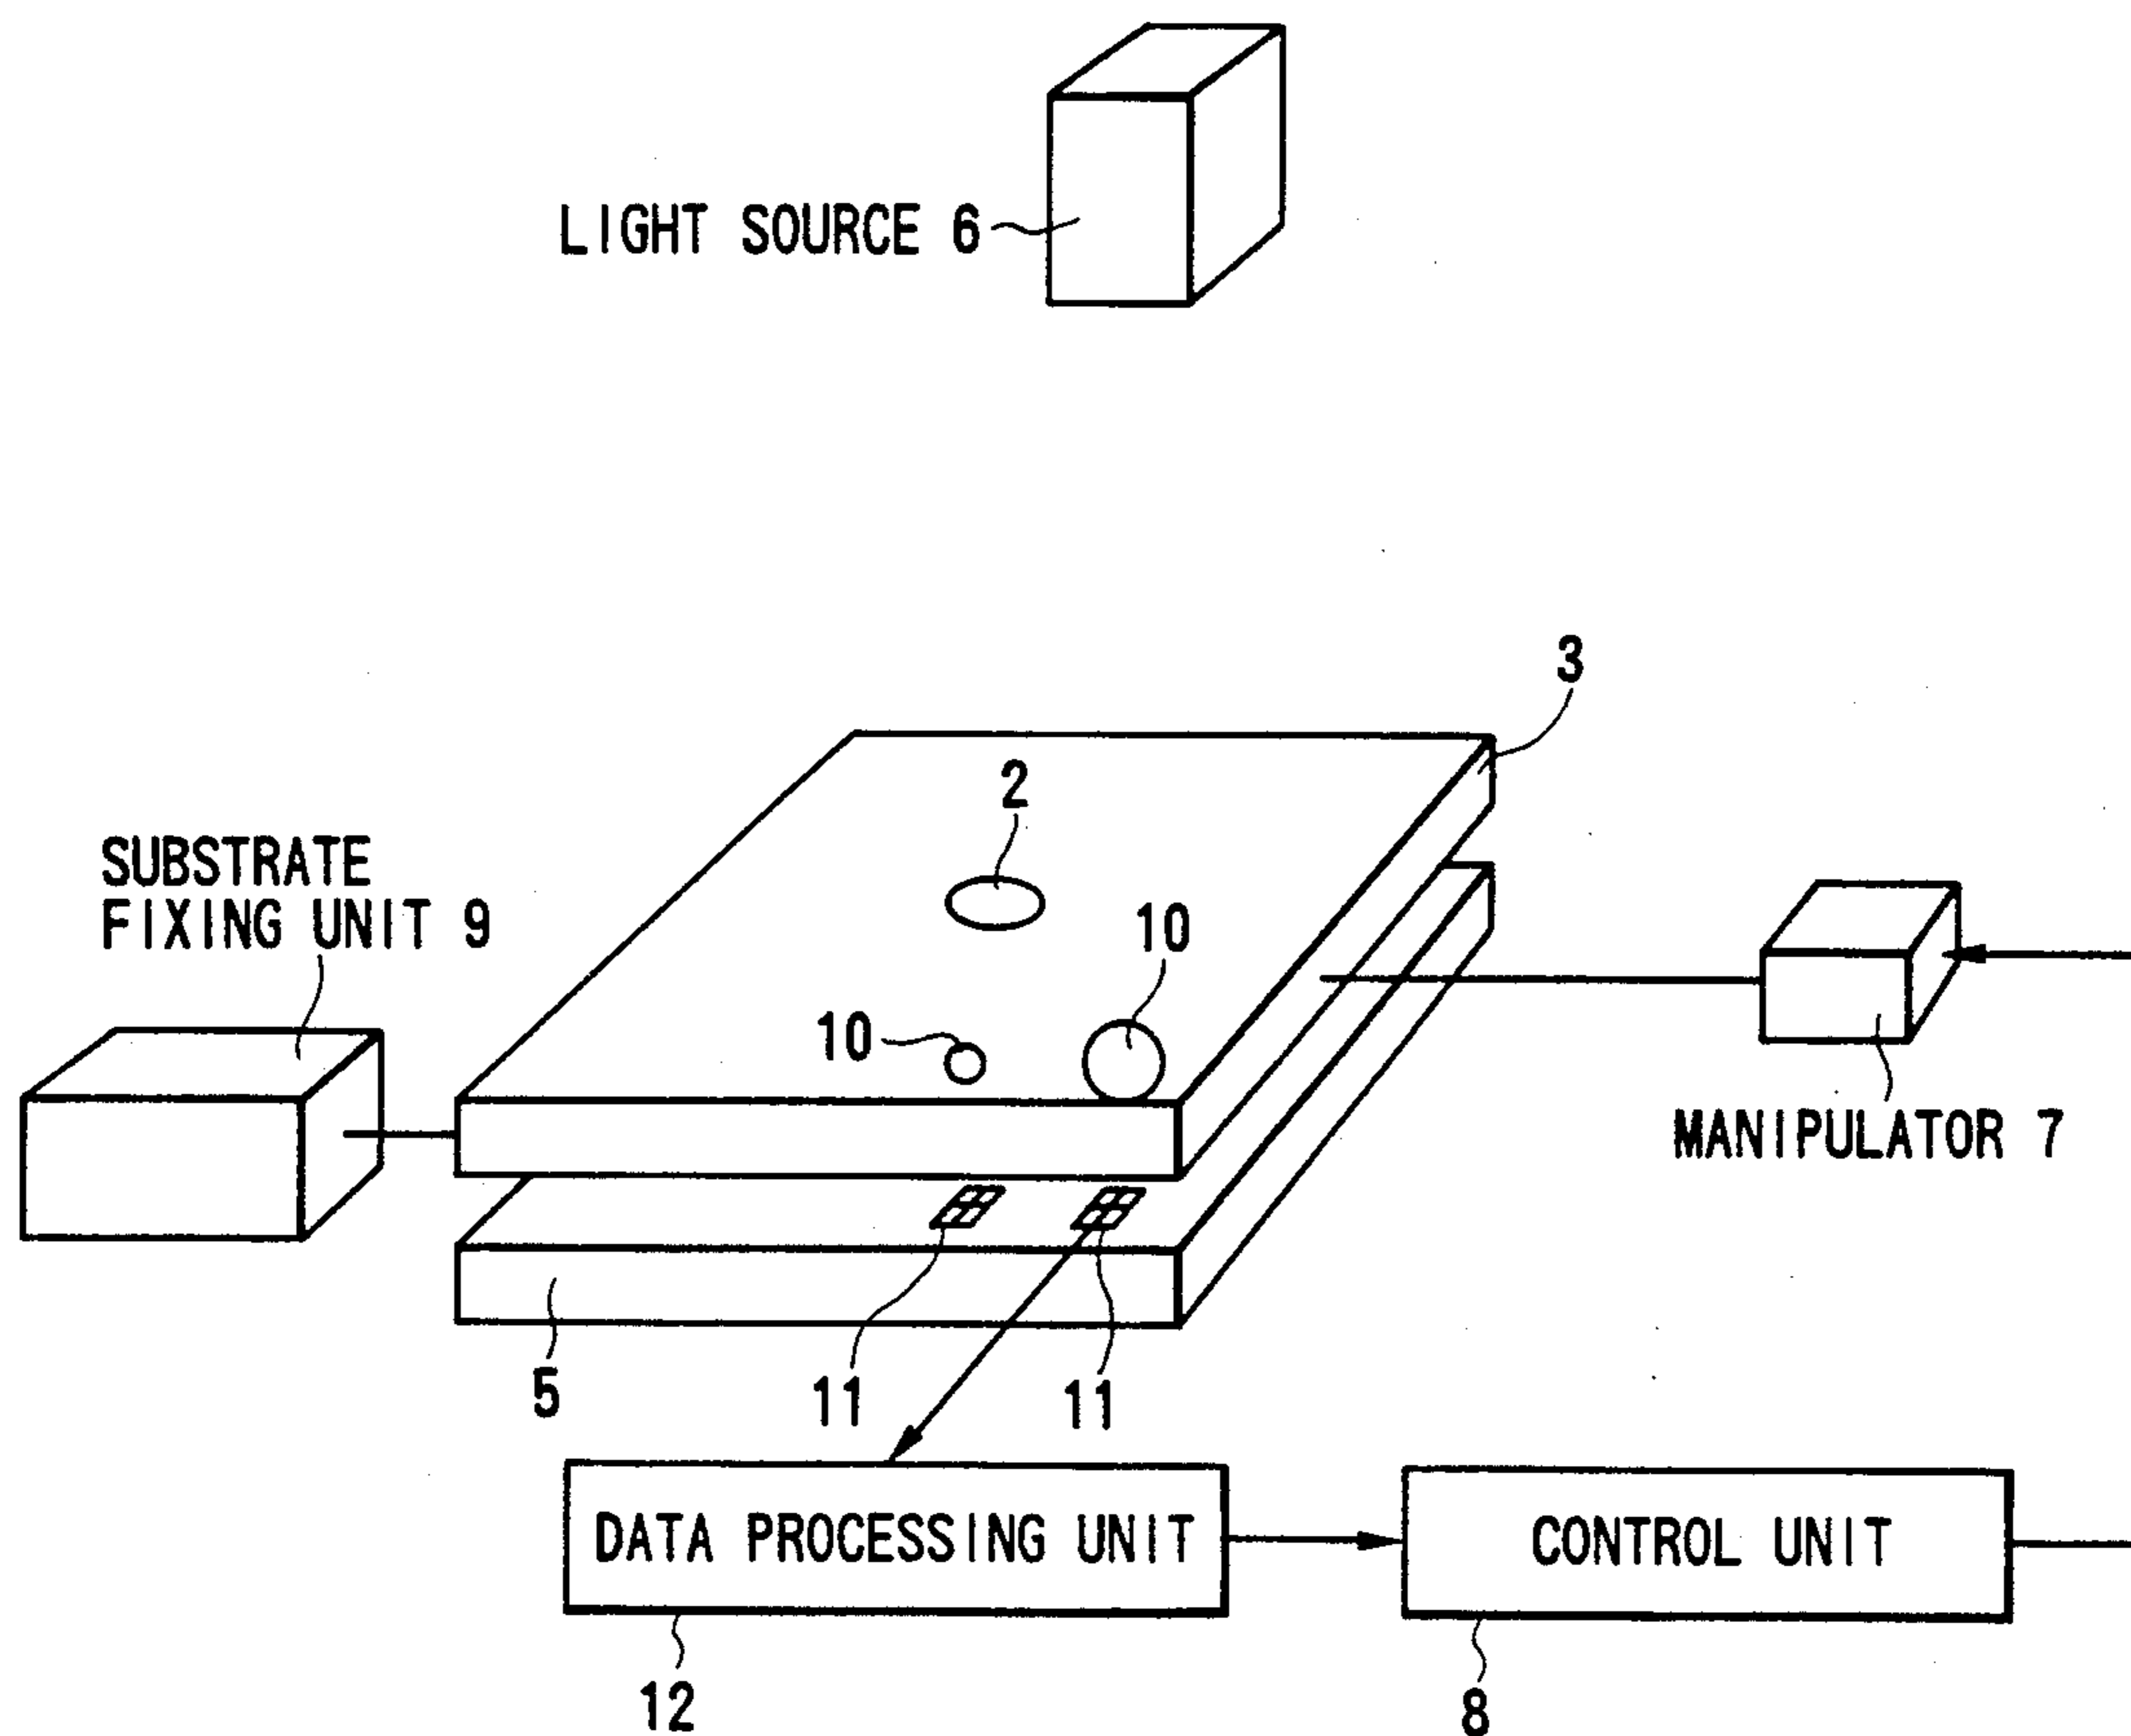 LIGHT SOURCE 6
3
2
SUBSTRATE
FIXING UNIT 9
10
10
MANIPULATOR 7
5
11
11
DATA PROCESSING UNIT
CONTROL UNIT
12
8